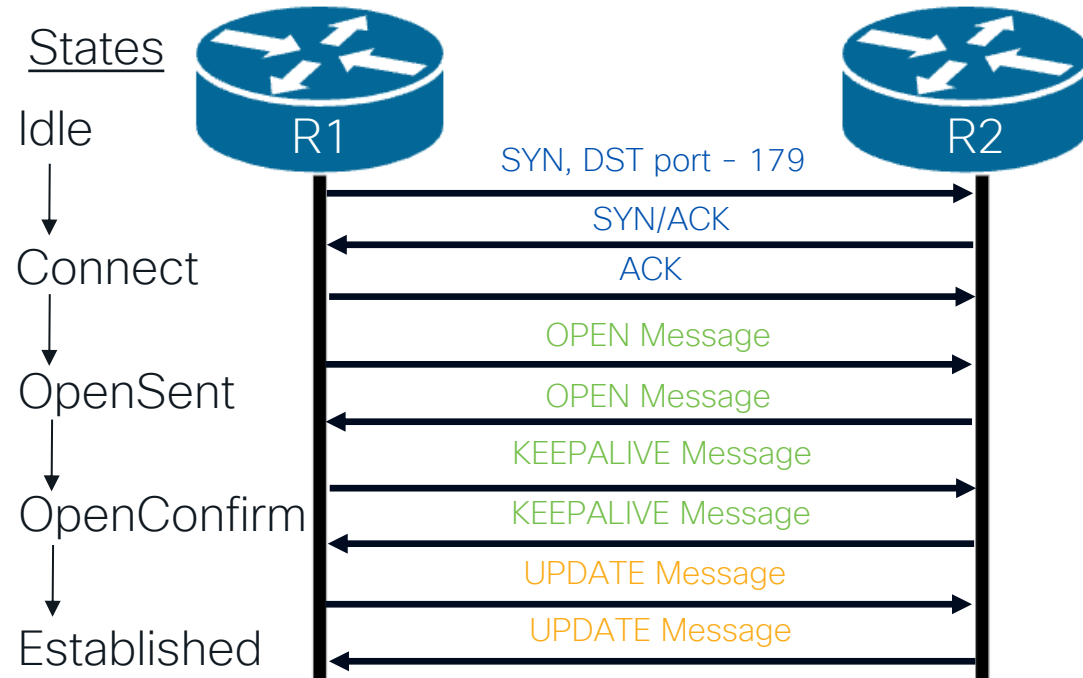 States
Idle
Connect
OpenSent
OpenConfirm
Established
R1
R2
SYN, DST port - 179
SYN/ACK
ACK
OPEN Message
OPEN Message
KEEPALIVE Message
KEEPALIVE Message
UPDATE Message
UPDATE Message